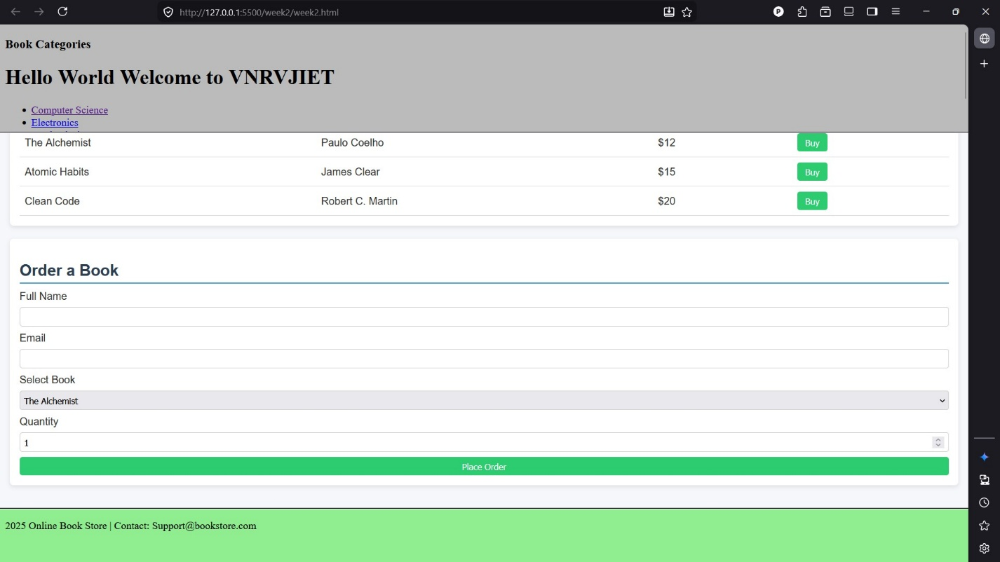 http://127.0.0.1:5500/week2/week2.html
P
Book Categories
Hello World Welcome to VNRVJIET
Computer Science
Electronics
The Alchemist Paulo Coelho $12 Buy
Atomic Habits James Clear $15 Buy
Clean Code Robert C. Martin $20 Buy
Order a Book
Full Name
Email
Select Book
The Alchemist
Quantity
1
Place Order
2025 Online Book Store | Contact: Support@bookstore.com